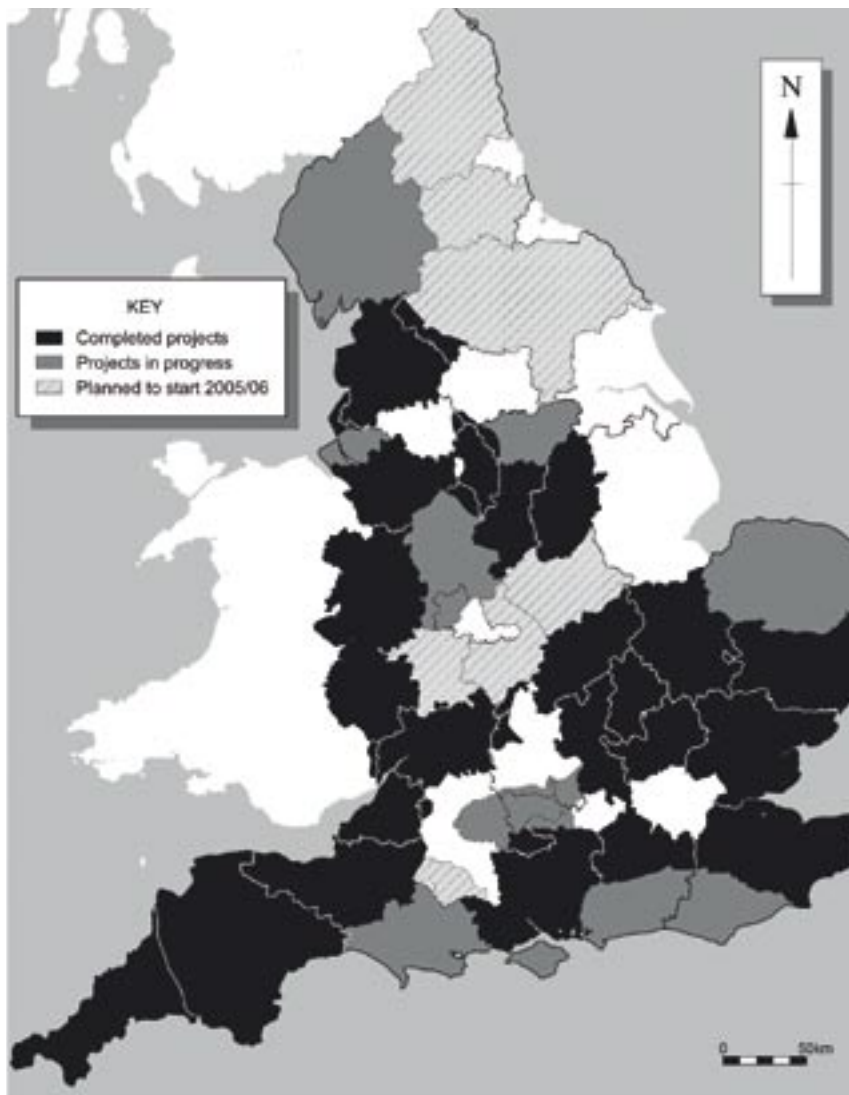 N
KEY
Completed projects
Projects in progress
Planned to start 2005/06
0 50km